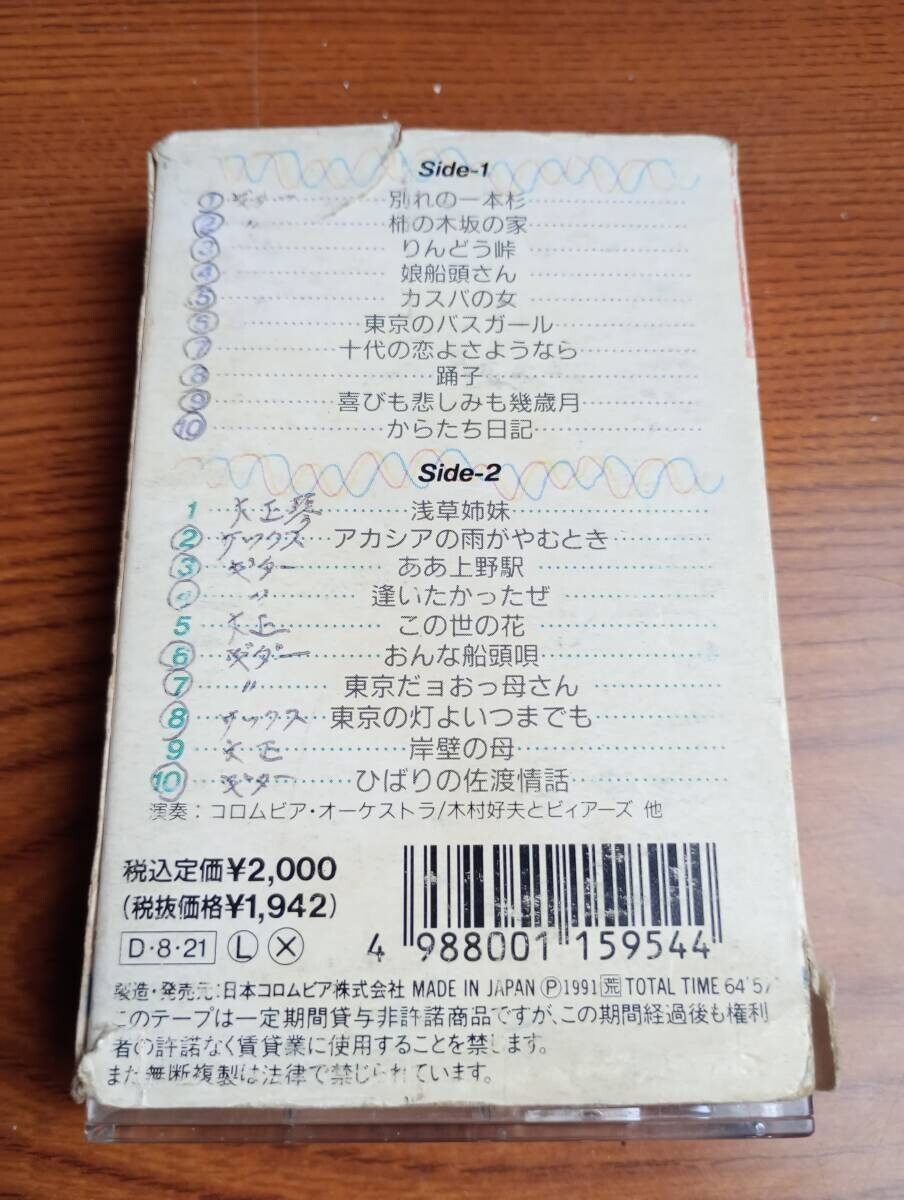 Side-1
① ギター 別れの一本杉
② 〃 柿の木坂の家
③ りんどう峠
④ 娘船頭さん
⑤ カスバの女
⑥ 東京のバスガール
⑦ 十代の恋よさようなら
⑧ 踊子
⑨ 喜びも悲しみも幾歳月
⑩ からたち日記
Side-2
1 大正琴 浅草姉妹
② サックス アカシアの雨がやむとき
③ ギター ああ上野駅
④ 〃 逢いたかったぜ
5 大正 この世の花
⑥ ギター おんな船頭唄
⑦ 〃 東京だョおっ母さん
⑧ サックス 東京の灯よいつまでも
9 大正 岸壁の母
⑩ ギター ひばりの佐渡情話
演奏:コロムビア・オーケストラ/木村好夫とビィアーズ 他
税込定価¥2,000
(税抜価格¥1,942)
D・8・21 Ⓛ Ⓧ
4 988001 159544
製造・発売元:日本コロムビア株式会社 MADE IN JAPAN Ⓟ1991 荒 TOTAL TIME 64'57
このテープは一定期間貸与非許諾商品ですが、この期間経過後も権利
者の許諾なく賃貸業に使用することを禁じます。
また無断複製は法律で禁じられています。